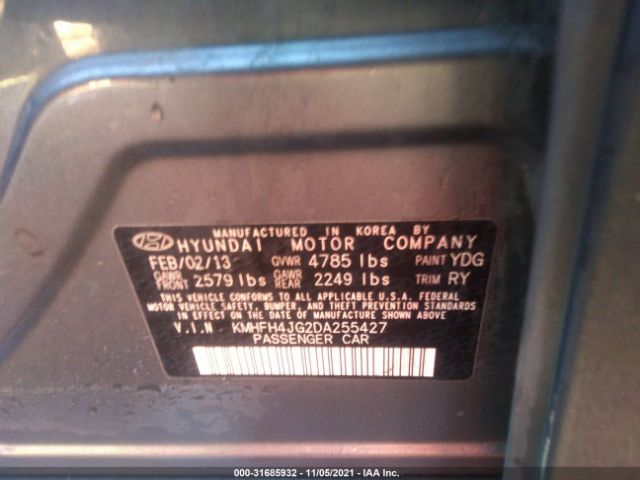 MANUFACTURED IN KOREA BY
HYUNDAI MOTOR COMPANY
FEB/02/13 GVWR 4785 lbs PAINT YDG
GAWR FRONT 2579 lbs GAWR REAR 2249 lbs TRIM RY
THIS VEHICLE CONFORMS TO ALL APPLICABLE U.S. FEDERAL
MOTOR VEHICLE SAFETY, BUMPER, AND THEFT PREVENTION STANDARDS
IN EFFECT ON THE DATE OF MANUFACTURE SHOWN ABOVE.
V.I.N KMHFH4JG2DA255427
PASSENGER CAR
000-31685932 - 11/05/2021 - IAA Inc.